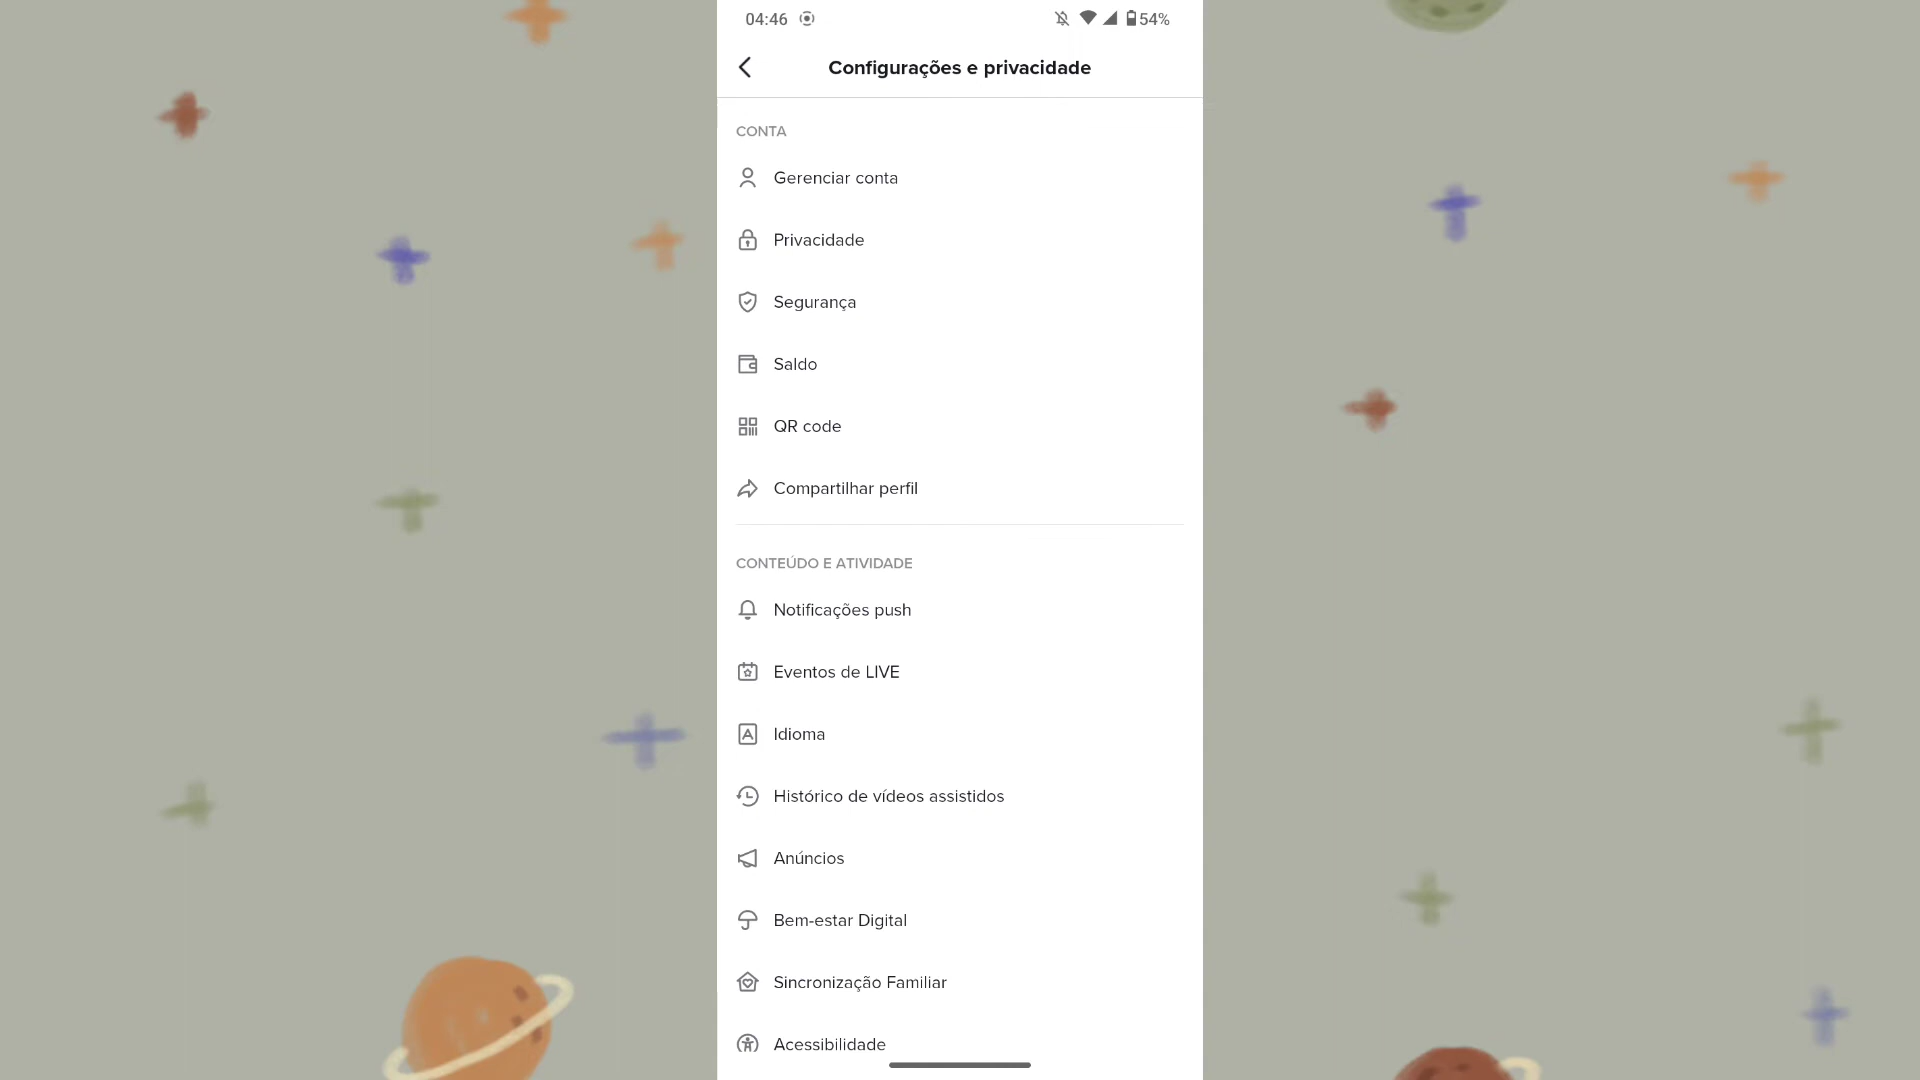 04:46
54%
Configurações e privacidade
CONTA
Gerenciar conta
Privacidade
Segurança
Saldo
QR code
Compartilhar perfil
CONTEÚDO E ATIVIDADE
Notificações push
Eventos de LIVE
Idioma
Histórico de vídeos assistidos
Anúncios
Bem-estar Digital
Sincronização Familiar
Acessibilidade